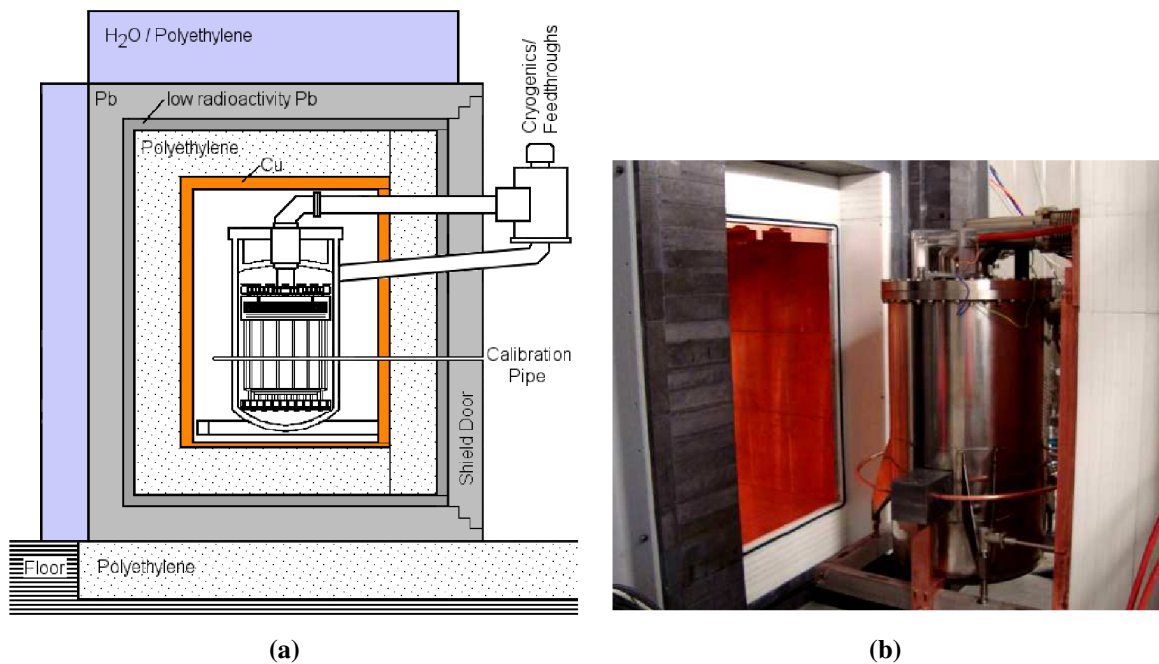 H₂O / Polyethylene
Pb
low radioactivity Pb
Polyethylene
Cu
Cryogenics/
Feedthroughs
Calibration
Pipe
Shield Door
Floor
Polyethylene
(a)
(b)